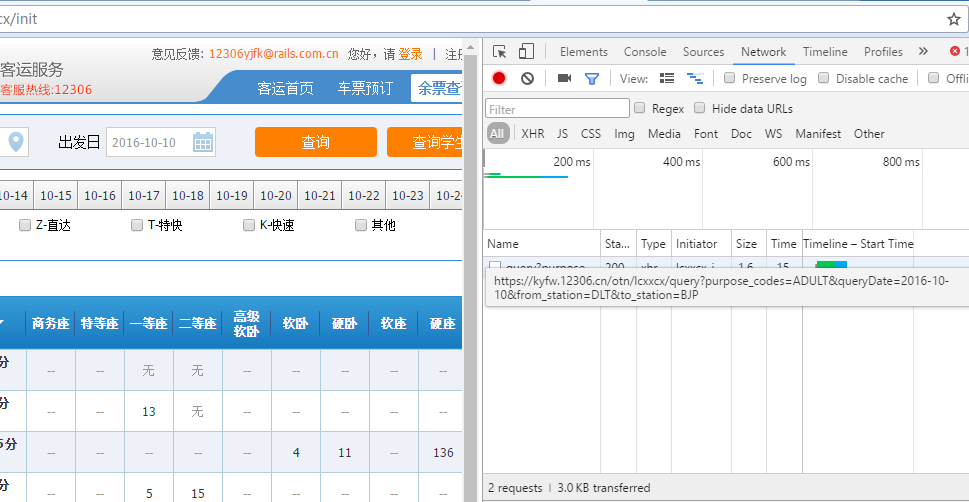 cx/init
意见反馈: 12306yjfk@rails.com.cn 您好，请 登录 | 注册
客运服务
客服热线:12306
客运首页 车票预订 余票查
出发日 2016-10-10 查询 查询学生
10-14 10-15 10-16 10-17 10-18 10-19 10-20 10-21 10-22 10-23 10-24
Z-直达 T-特快 K-快速 其他
商务座 特等座 一等座 二等座 高级软卧 软卧 硬卧 软座 硬座
分 -- -- 无 无 -- -- -- -- --
分 -- -- 13 无 -- -- -- -- --
5分 -- -- -- -- -- 4 11 -- 136
分 -- -- 5 15 -- -- -- -- --
Elements Console Sources Network Timeline Profiles » 1
View: Preserve log Disable cache Offli
Filter Regex Hide data URLs
All XHR JS CSS Img Media Font Doc WS Manifest Other
200 ms 400 ms 600 ms 800 ms
Name Sta... Type Initiator Size Time Timeline – Start Time
query?purpose 200 xhr lcxxcx i 1.6 15
https://kyfw.12306.cn/otn/lcxxcx/query?purpose_codes=ADULT&queryDate=2016-10-
10&from_station=DLT&to_station=BJP
2 requests | 3.0 KB transferred